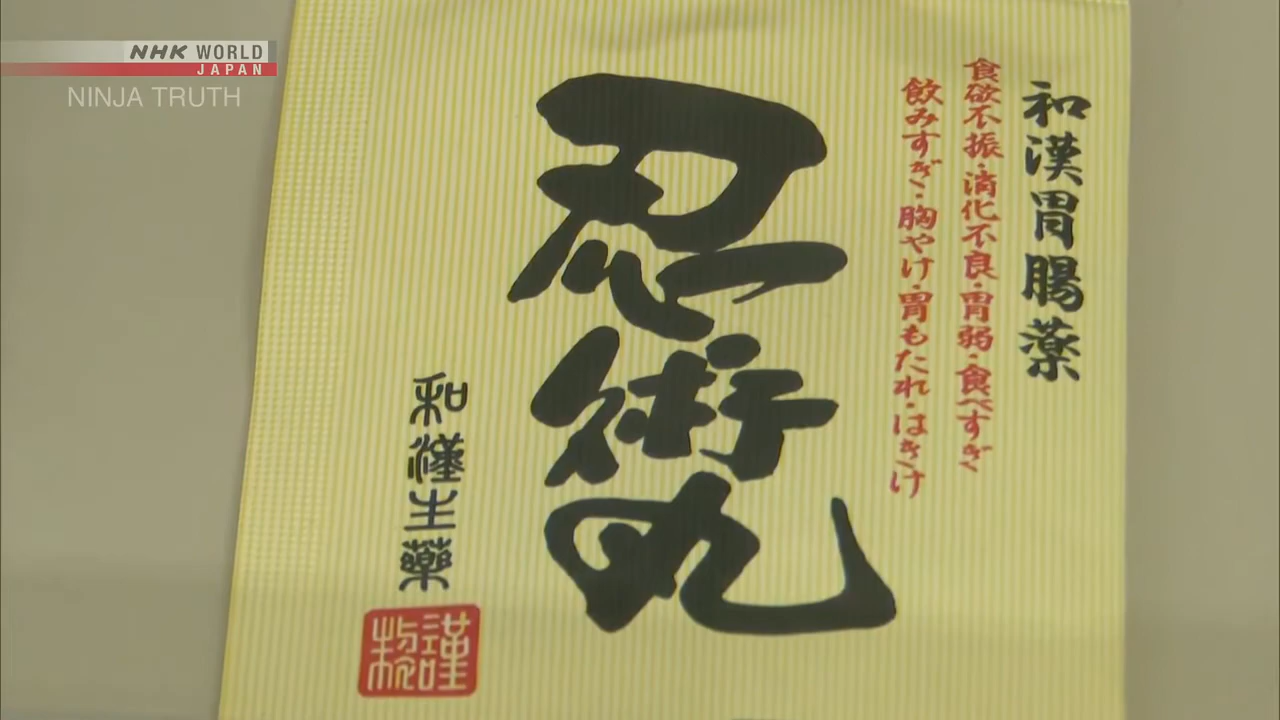 NHK WORLD
JAPAN
NINJA TRUTH
和漢胃腸薬
食欲不振・消化不良・胃弱・食べすぎ
飲みすぎ・胸やけ・胃もたれ・はきけ
忍術丸
和漢生薬
謹製